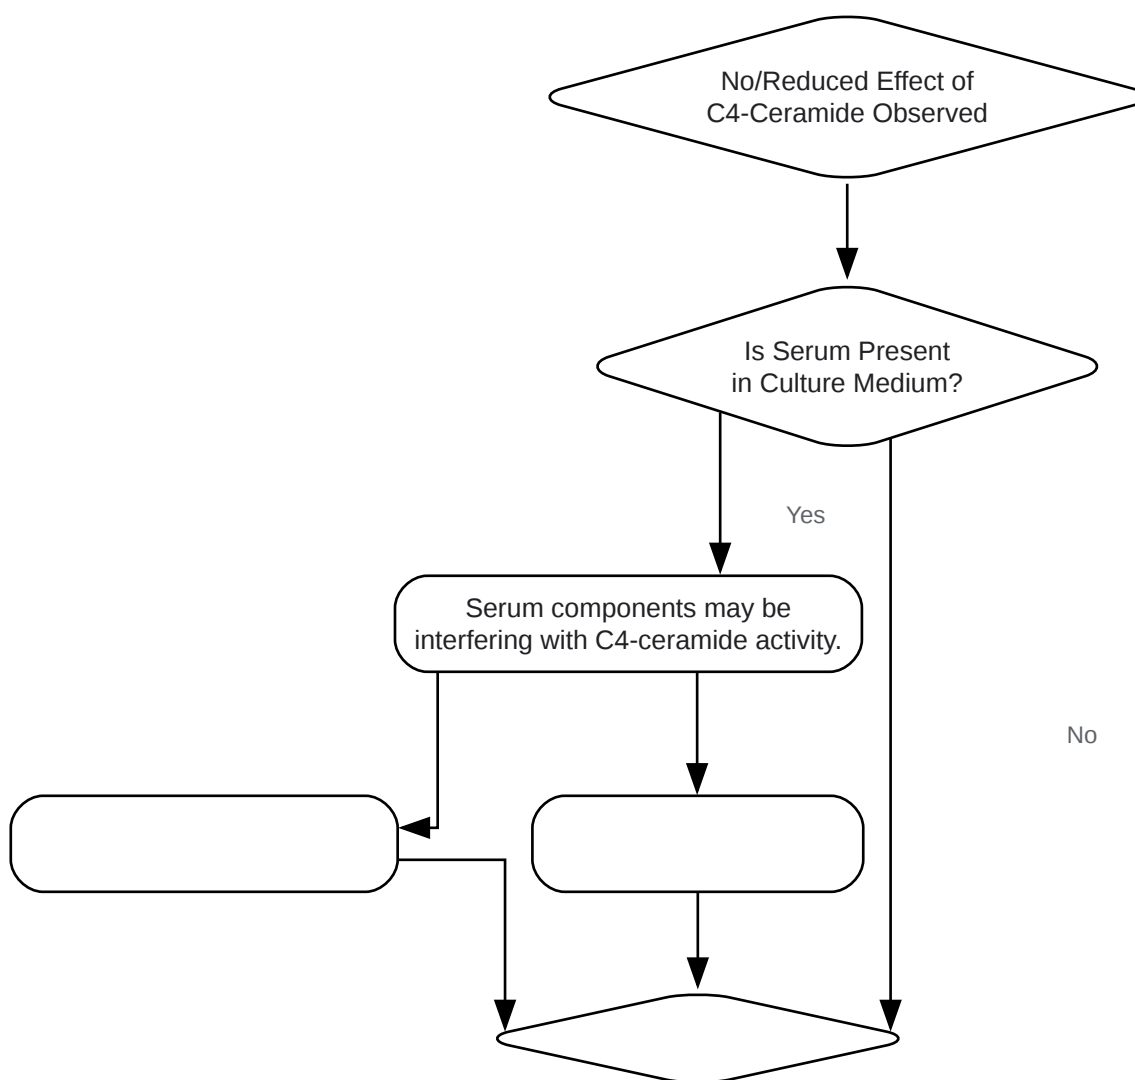 No/Reduced Effect of
C4-Ceramide Observed
Is Serum Present
in Culture Medium?
Yes
Serum components may be
interfering with C4-ceramide activity.
No